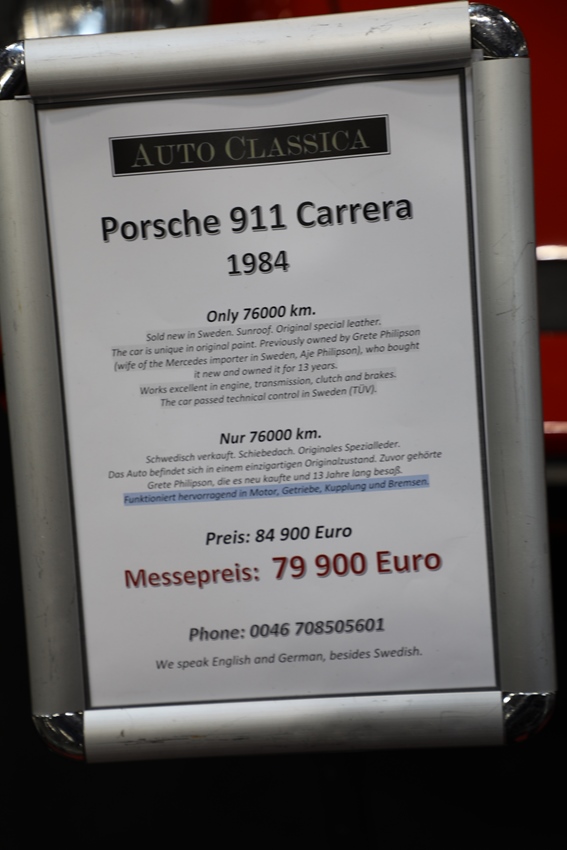 AUTO CLASSICA
Porsche 911 Carrera
1984
Only 76000 km.
Sold new in Sweden. Sunroof. Original special leather.
The car is unique in original paint. Previously owned by Grete Philipson
(wife of the Mercedes importer in Sweden, Aje Philipson), who bought
it new and owned it for 13 years.
Works excellent in engine, transmission, clutch and brakes.
The car passed technical control in Sweden (TÜV).
Nur 76000 km.
Schwedisch verkauft. Schiebedach. Originales Spezialleder.
Das Auto befindet sich in einem einzigartigen Originalzustand. Zuvor gehörte
Grete Philipson, die es neu kaufte und 13 Jahre lang besaß.
Funktioniert hervorragend in Motor, Getriebe, Kupplung und Bremsen.
Preis: 84 900 Euro
Messepreis: 79 900 Euro
Phone: 0046 708505601
We speak English and German, besides Swedish.